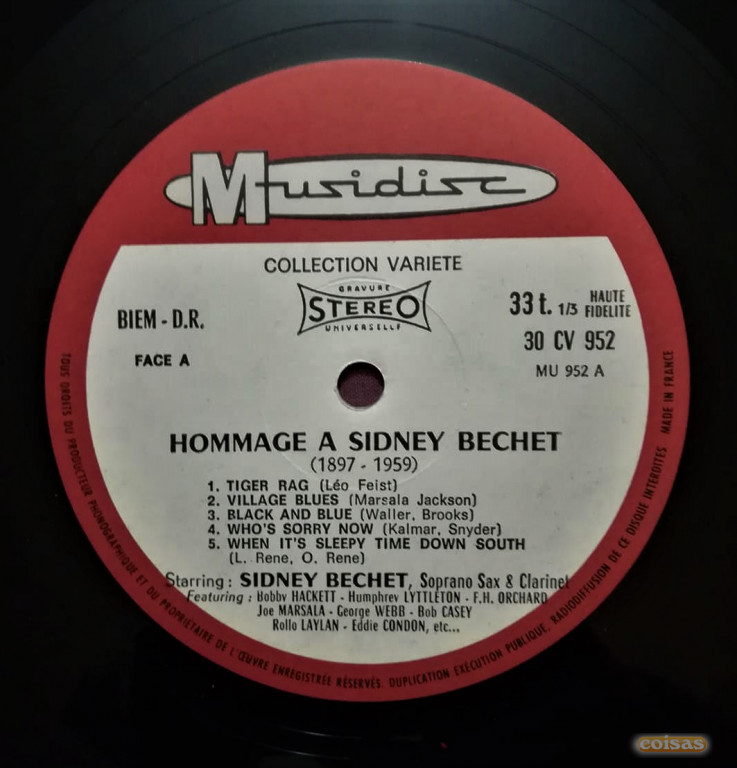 Musidisc
COLLECTION VARIETE
GRAVURE
STEREO
UNIVERSELLE
BIEM - D.R.
FACE A
33 t. 1/3 HAUTE FIDELITE
30 CV 952
MU 952 A
HOMMAGE A SIDNEY BECHET
(1897 - 1959)
1. TIGER RAG (Léo Feist)
2. VILLAGE BLUES (Marsala Jackson)
3. BLACK AND BLUE (Waller, Brooks)
4. WHO'S SORRY NOW (Kalmar, Snyder)
5. WHEN IT'S SLEEPY TIME DOWN SOUTH
(L. Rene, O. Rene)
Starring : SIDNEY BECHET, Soprano Sax & Clarinet
Featuring : Bobby HACKETT - Humphrey LYTTLETON - F.H. ORCHARD
Joe MARSALA - George WEBB - Bob CASEY
Rollo LAYLAN - Eddie CONDON, etc...
TOUS DROITS DU PRODUCTEUR PHONOGRAPHIQUE ET DU PROPRIÉTAIRE DE L'ŒUVRE ENREGISTRÉE RÉSERVÉS. DUPLICATION EXÉCUTION PUBLIQUE, RADIODIFFUSION DE CE DISQUE INTERDITES MADE IN FRANCE
coisas